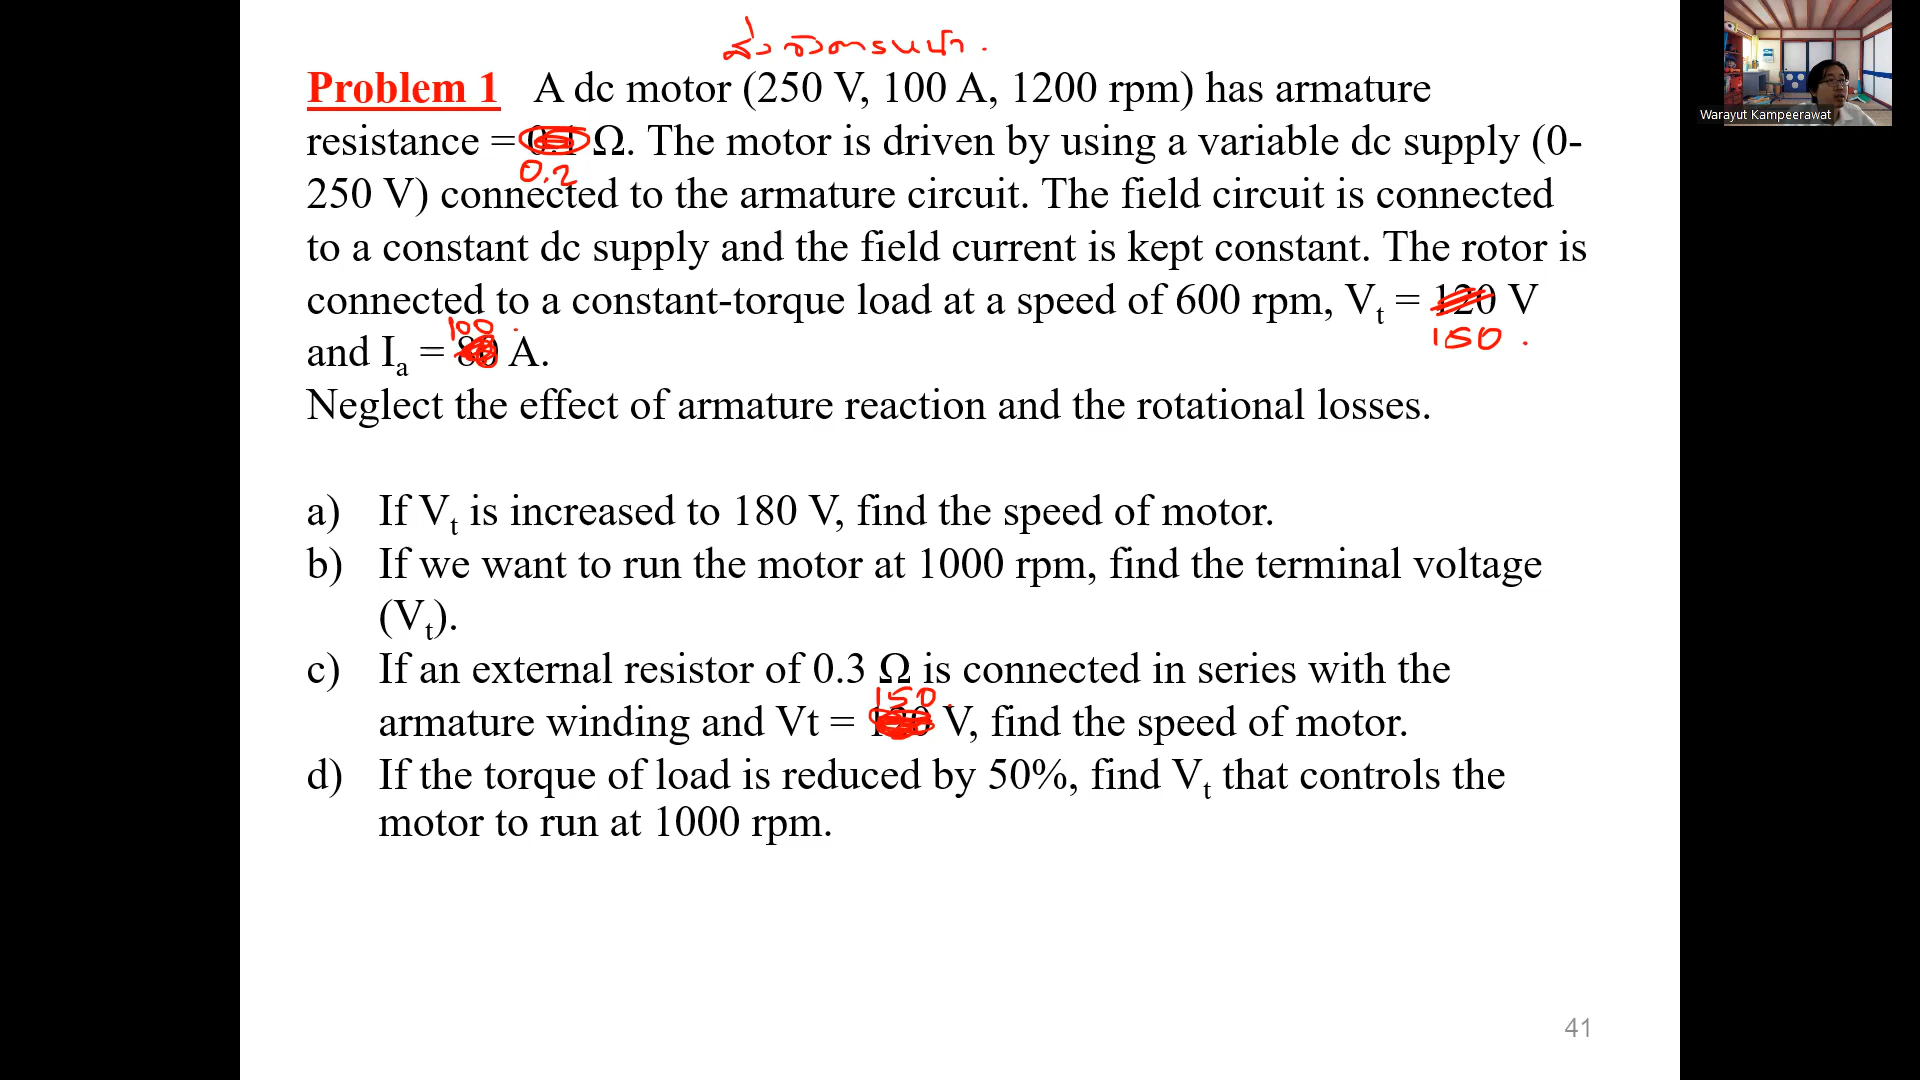 ส่งอังคารหน้า.
Problem 1 A dc motor (250 V, 100 A, 1200 rpm) has armature
resistance = Ω. The motor is driven by using a variable dc supply (0-
0.2
250 V) connected to the armature circuit. The field circuit is connected
to a constant dc supply and the field current is kept constant. The rotor is
connected to a constant-torque load at a speed of 600 rpm, Vt = 120 V
100
150.
and Ia = 80 A.
Neglect the effect of armature reaction and the rotational losses.
a) If Vt is increased to 180 V, find the speed of motor.
b) If we want to run the motor at 1000 rpm, find the terminal voltage
(Vt).
c) If an external resistor of 0.3 Ω is connected in series with the
150.
armature winding and Vt = 120 V, find the speed of motor.
d) If the torque of load is reduced by 50%, find Vt that controls the
motor to run at 1000 rpm.
41
Warayut Kampeerawat